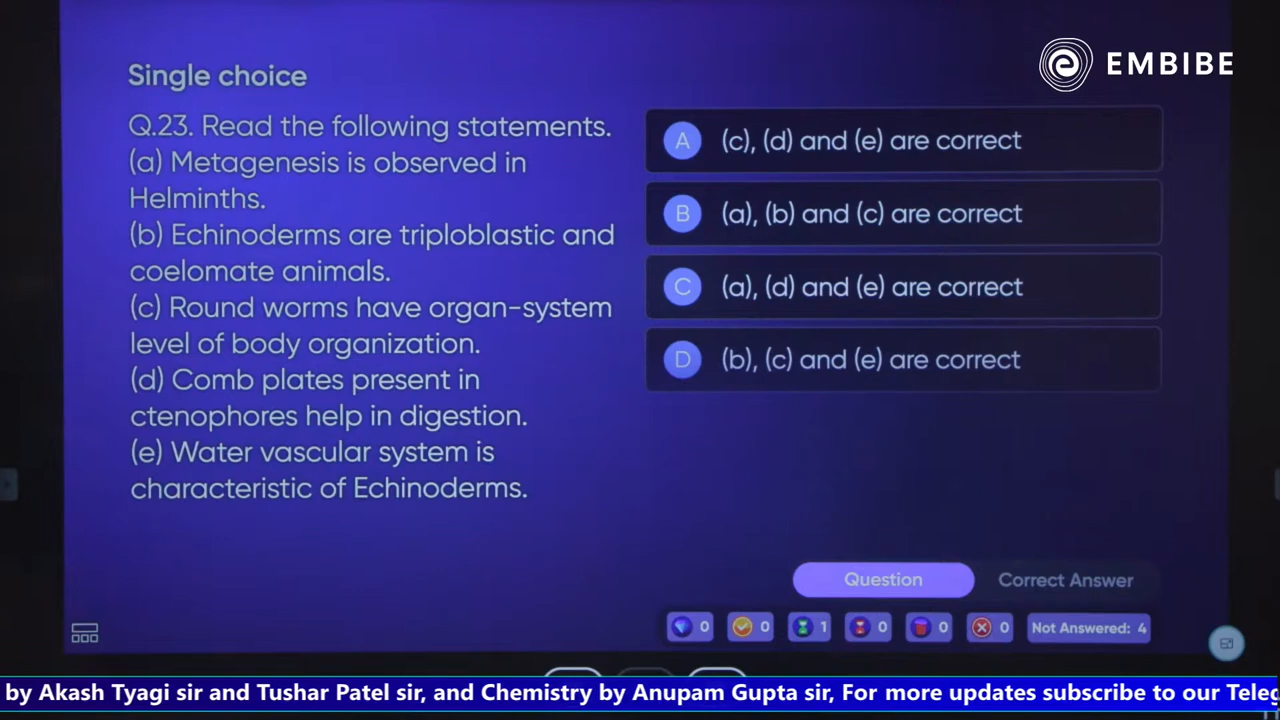 EMBIBE
Single choice
Q.23. Read the following statements.
(a) Metagenesis is observed in
Helminths.
(b) Echinoderms are triploblastic and
coelomate animals.
(c) Round worms have organ-system
level of body organization.
(d) Comb plates present in
ctenophores help in digestion.
(e) Water vascular system is
characteristic of Echinoderms.
A (c), (d) and (e) are correct
B (a), (b) and (c) are correct
C (a), (d) and (e) are correct
D (b), (c) and (e) are correct
Question Correct Answer
0 0 1 0 0 0 Not Answered: 4
by Akash Tyagi sir and Tushar Patel sir, and Chemistry by Anupam Gupta sir, For more updates subscribe to our Teleg